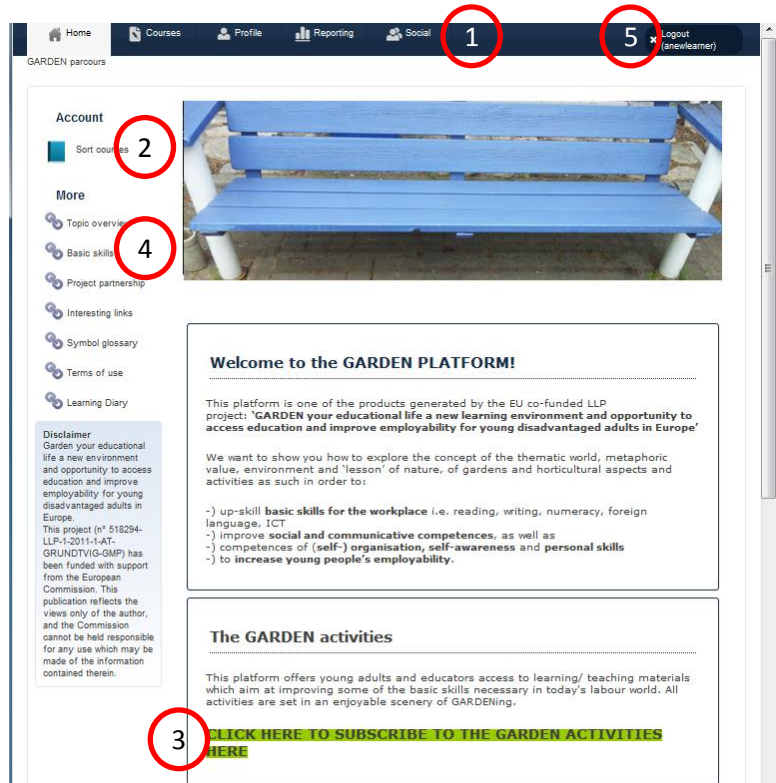 Home Courses Profile Reporting Social 1 5 Logout
(anewlearner)
GARDEN parcours
Account
Sort courses 2
More
Topic overview
Basic skills 4
Project partnership
Interesting links
Symbol glossary
Terms of use
Learning Diary
Disclaimer
Garden your educational
life a new environment
and opportunity to access
education and improve
employability for young
disadvantaged adults in
Europe.
This project (n° 518294-
LLP-1-2011-1-AT-
GRUNDTVIG-GMP) has
been funded with support
from the European
Commission. This
publication reflects the
views only of the author,
and the Commission
cannot be held responsible
for any use which may be
made of the information
contained therein.
Welcome to the GARDEN PLATFORM!
This platform is one of the products generated by the EU co-funded LLP
project: 'GARDEN your educational life a new learning environment and opportunity to
access education and improve employability for young disadvantaged adults in Europe'
We want to show you how to explore the concept of the thematic world, metaphoric
value, environment and 'lesson' of nature, of gardens and horticultural aspects and
activities as such in order to:
-) up-skill basic skills for the workplace i.e. reading, writing, numeracy, foreign
language, ICT
-) improve social and communicative competences, as well as
-) competences of (self-) organisation, self-awareness and personal skills
-) to increase young people's employability.
The GARDEN activities
This platform offers young adults and educators access to learning/ teaching materials
which aim at improving some of the basic skills necessary in today's labour world. All
activities are set in an enjoyable scenery of GARDENing.
3 CLICK HERE TO SUBSCRIBE TO THE GARDEN ACTIVITIES
HERE